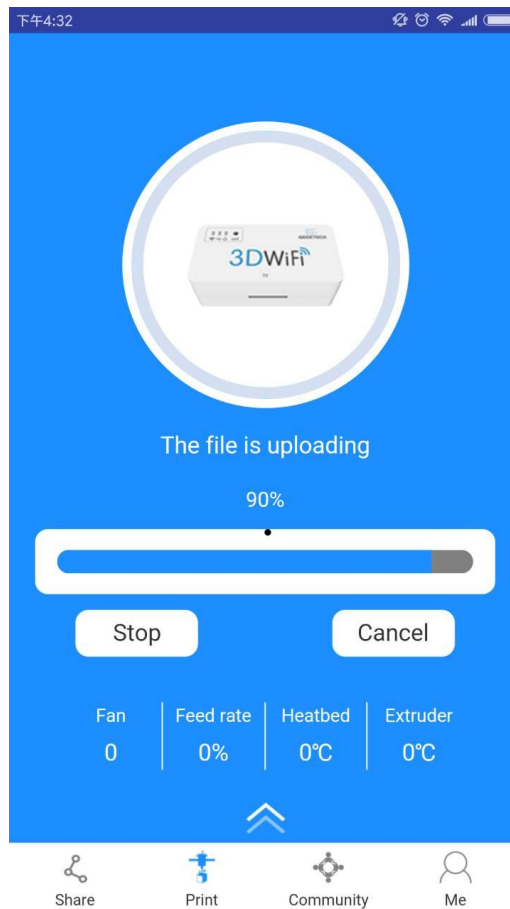 下午4:32
3DWiFi
The file is uploading
90%
Stop
Cancel
Fan
Feed rate
Heatbed
Extruder
0
0%
0℃
0℃
Share
Print
Community
Me